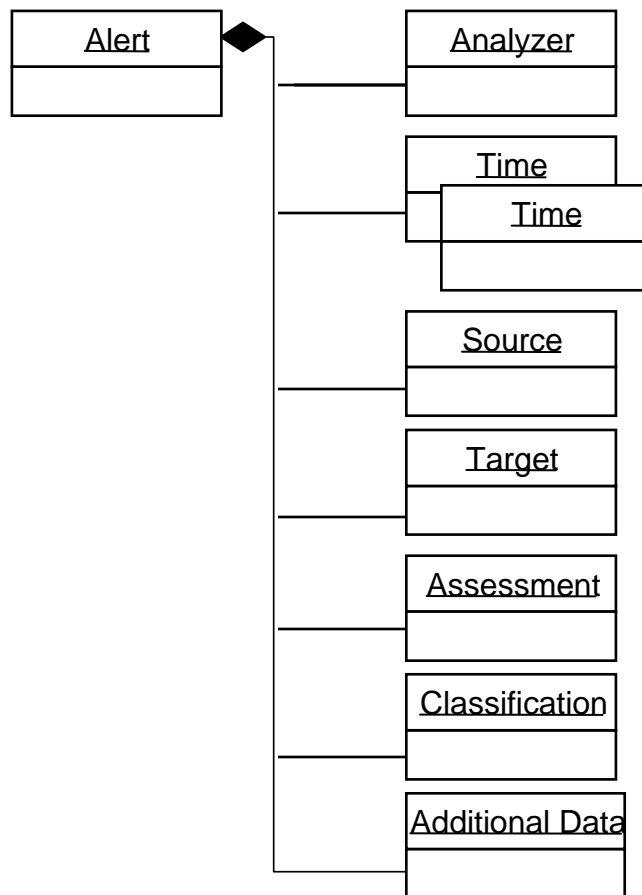 Alert
Analyzer
Time
Time
Source
Target
Assessment
Classification
Additional Data